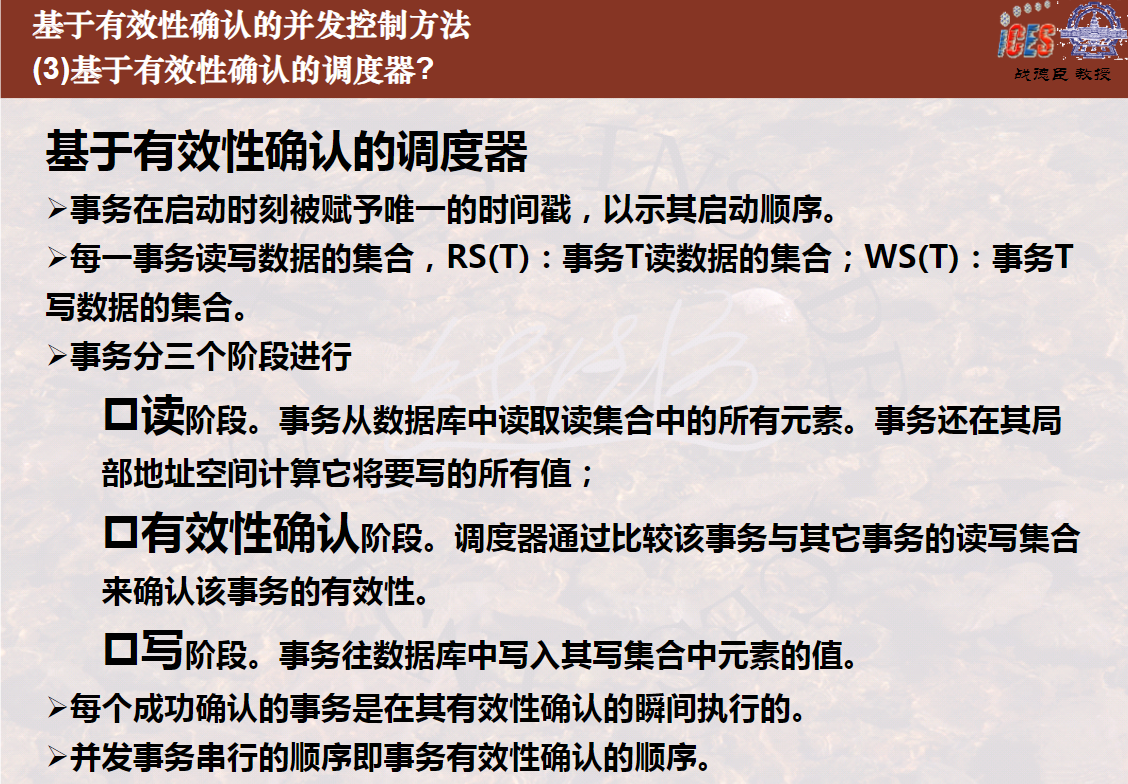 基于有效性确认的并发控制方法
(3)基于有效性确认的调度器?
iCES
战德臣 教授
基于有效性确认的调度器
➢事务在启动时刻被赋予唯一的时间戳，以示其启动顺序。
➢每一事务读写数据的集合，RS(T)：事务T读数据的集合；WS(T)：事务T
写数据的集合。
➢事务分三个阶段进行
❑读阶段。事务从数据库中读取读集合中的所有元素。事务还在其局
部地址空间计算它将要写的所有值；
❑有效性确认阶段。调度器通过比较该事务与其它事务的读写集合
来确认该事务的有效性。
❑写阶段。事务往数据库中写入其写集合中元素的值。
➢每个成功确认的事务是在其有效性确认的瞬间执行的。
➢并发事务串行的顺序即事务有效性确认的顺序。